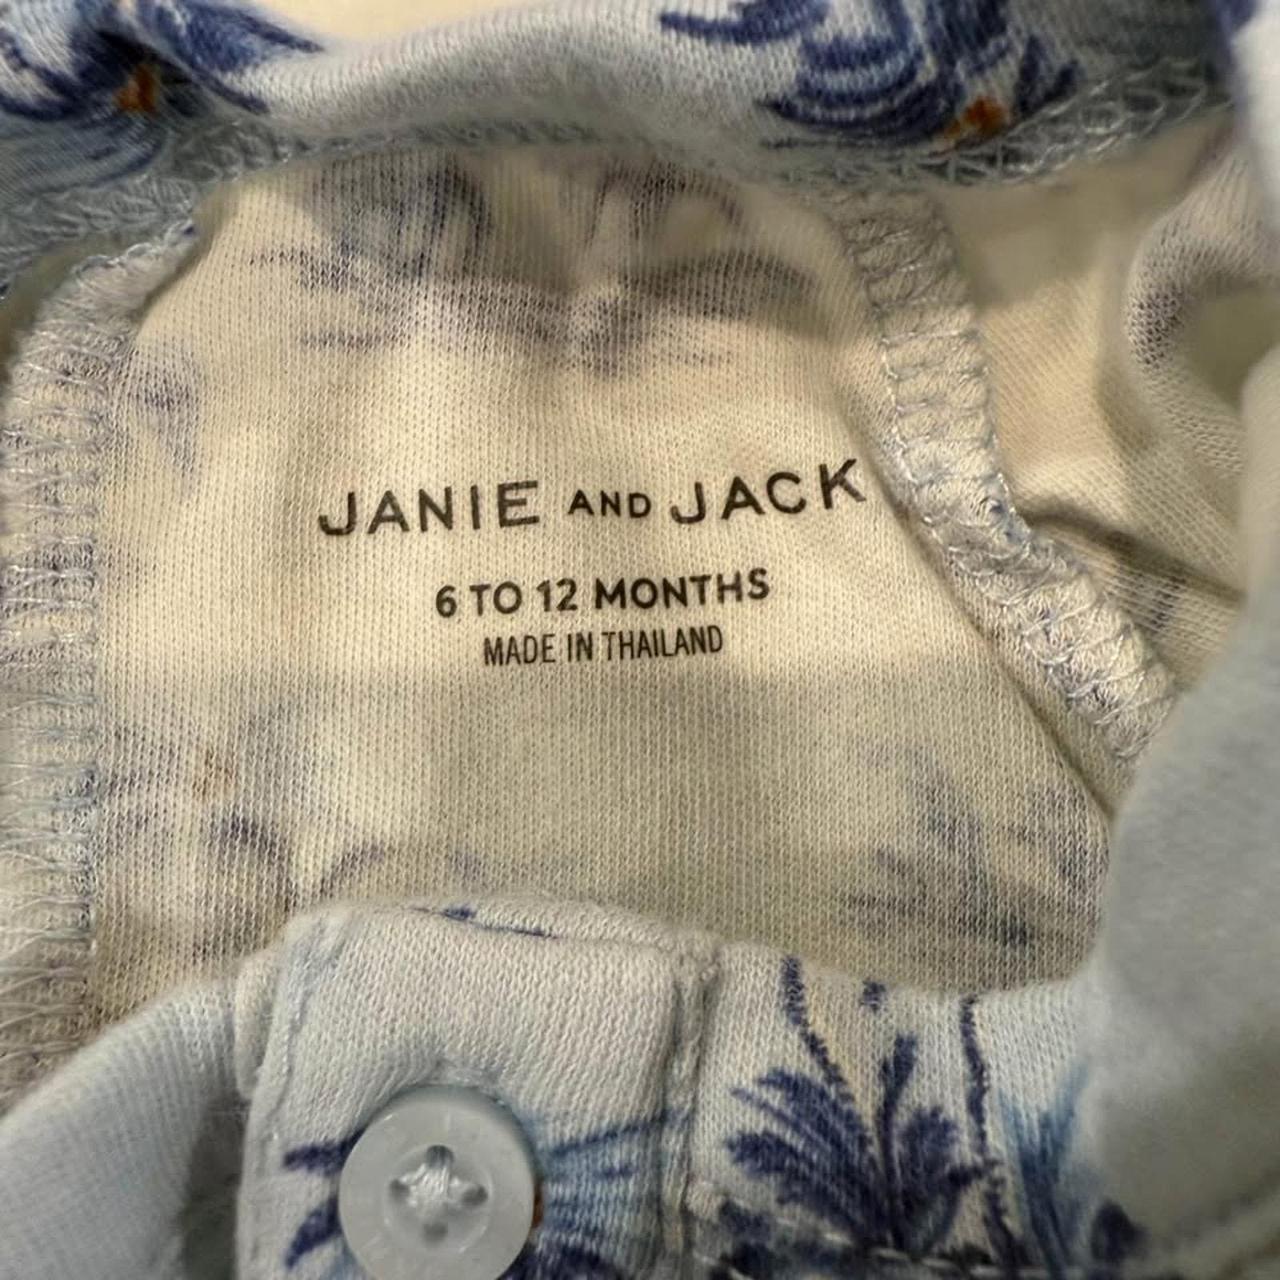 JANIE AND JACK
6 TO 12 MONTHS
MADE IN THAILAND